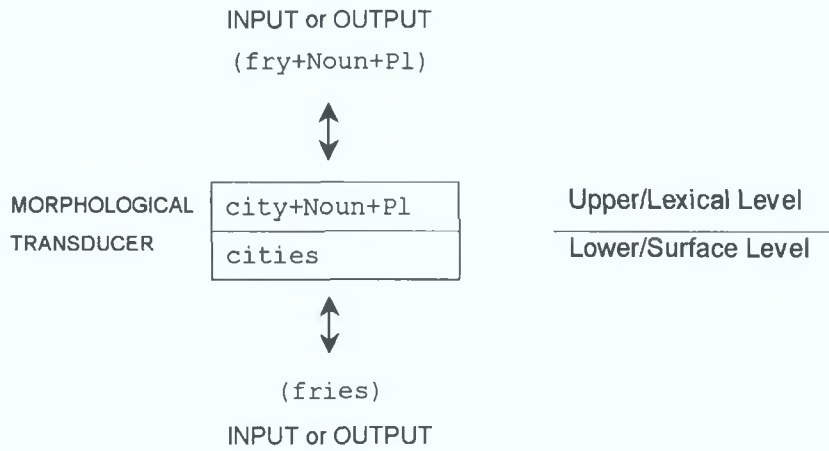 INPUT or OUTPUT
(fry+Noun+Pl)
MORPHOLOGICAL
TRANSDUCER
city+Noun+Pl
cities
Upper/Lexical Level
Lower/Surface Level
(fries)
INPUT or OUTPUT